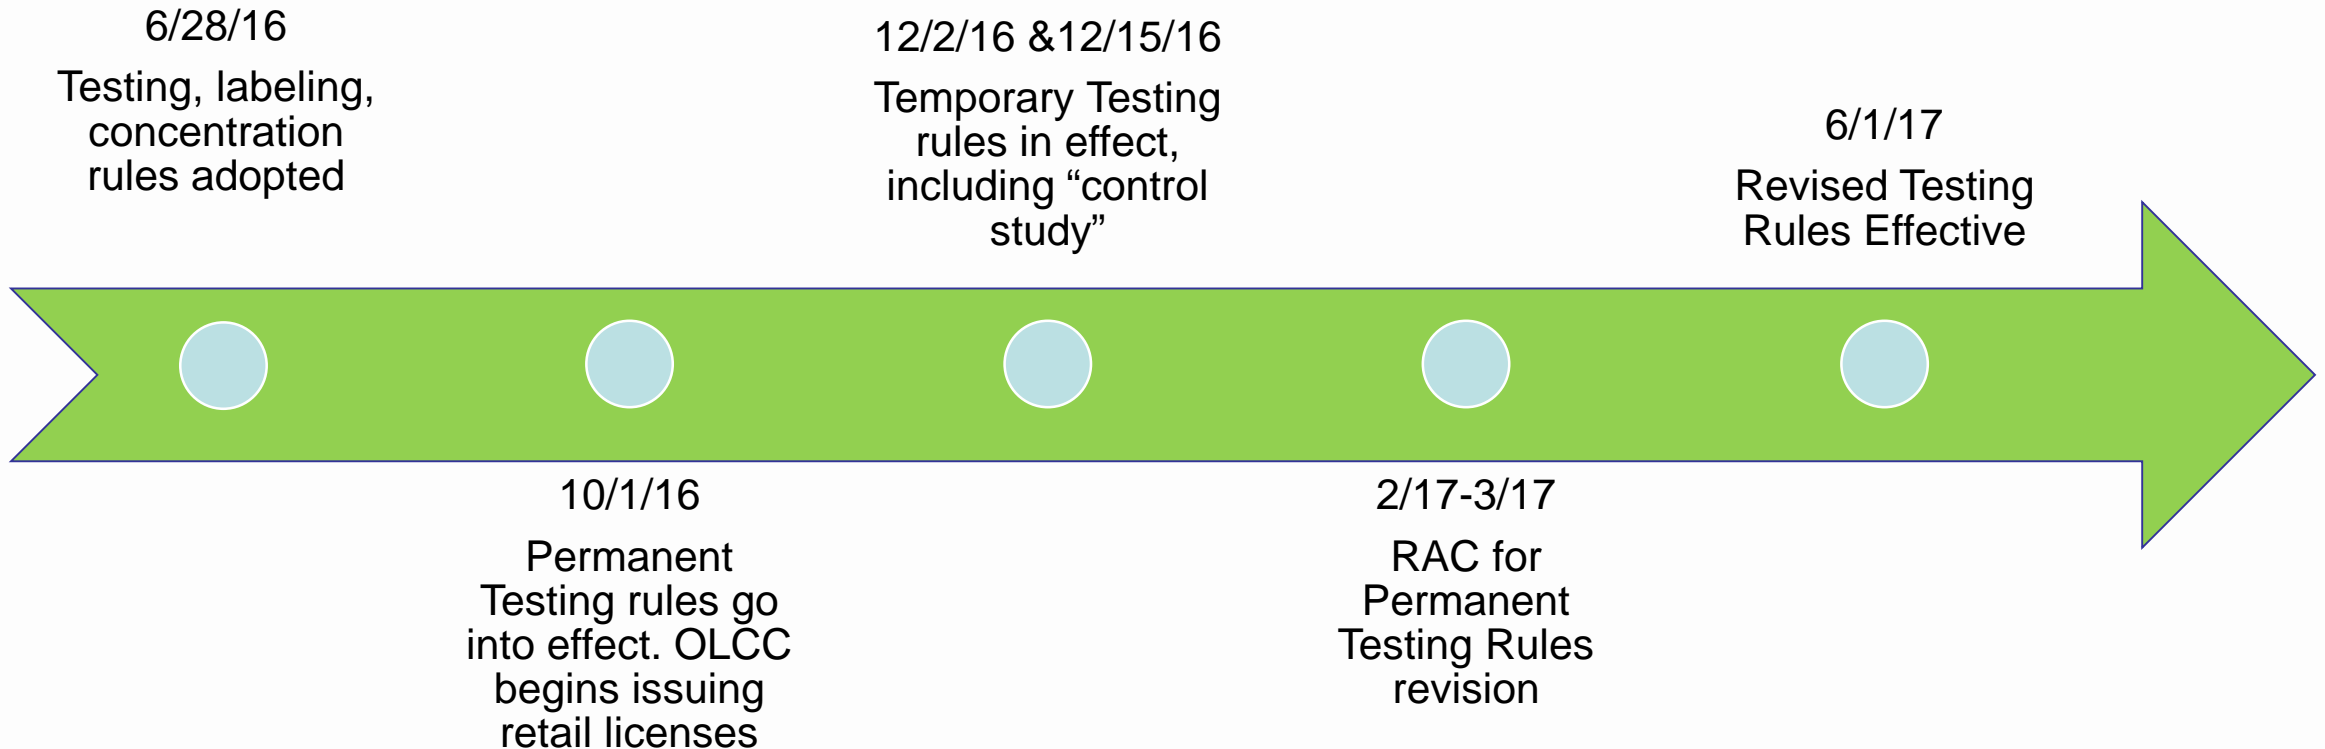 6/28/16
Testing, labeling,
concentration
rules adopted
10/1/16
Permanent
Testing rules go
into effect. OLCC
begins issuing
retail licenses
12/2/16 &12/15/16
Temporary Testing
rules in effect,
including “control
study”
2/17-3/17
RAC for
Permanent
Testing Rules
revision
6/1/17
Revised Testing
Rules Effective